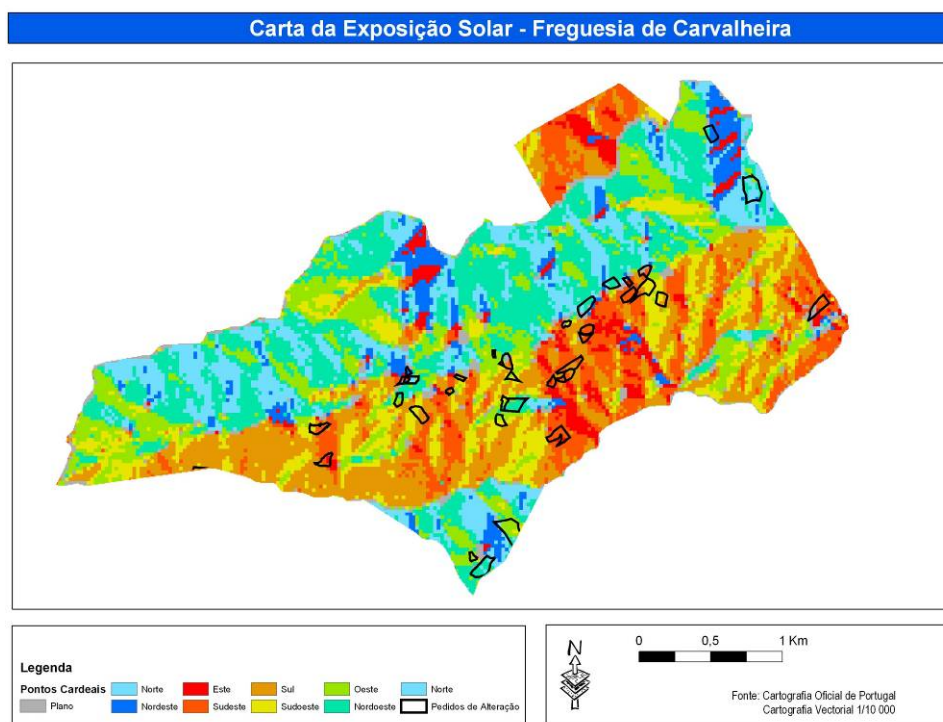 Carta da Exposição Solar - Freguesia de Carvalheira
Legenda
Pontos Cardeais
Norte
Este
Sul
Oeste
Norte
Plano
Nordeste
Sudeste
Sudoeste
Nordoeste
Pedidos de Alteração
N
0 0,5 1 Km
Fonte: Cartografia Oficial de Portugal
Cartografia Vectorial 1/10 000